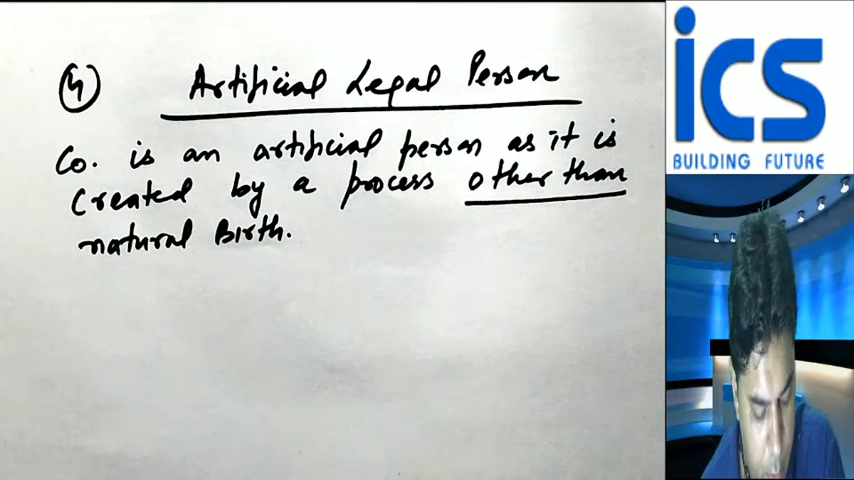 4 Artificial Legal Person
Co. is an artificial person as it is
Created by a process other than
natural Birth.
iCS
BUILDING FUTURE